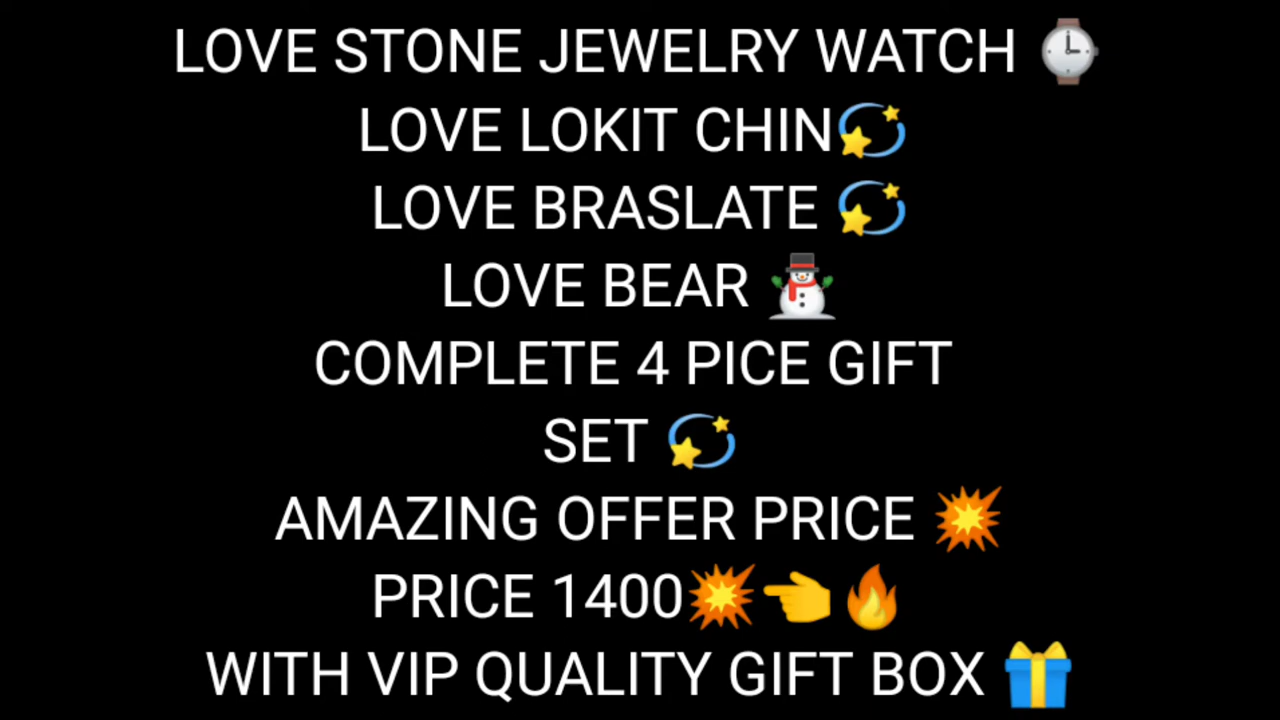 LOVE STONE JEWELRY WATCH 🕒
LOVE LOKIT CHIN💫
LOVE BRASLATE 💫
LOVE BEAR ⛄
COMPLETE 4 PICE GIFT
SET 💫
AMAZING OFFER PRICE 💥
PRICE 1400💥👈🔥
WITH VIP QUALITY GIFT BOX 🎁